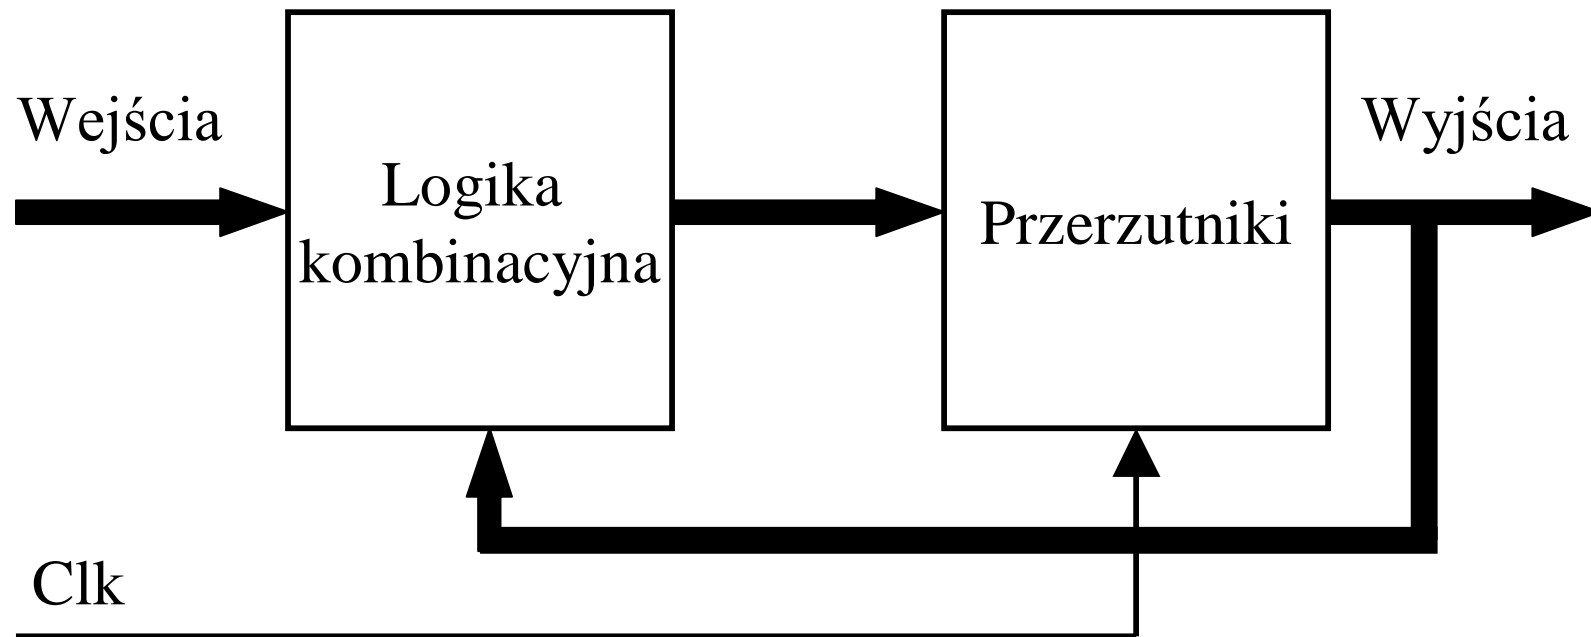 Wejścia
Logika
kombinacyjna
Przerzutniki
Wyjścia
Clk